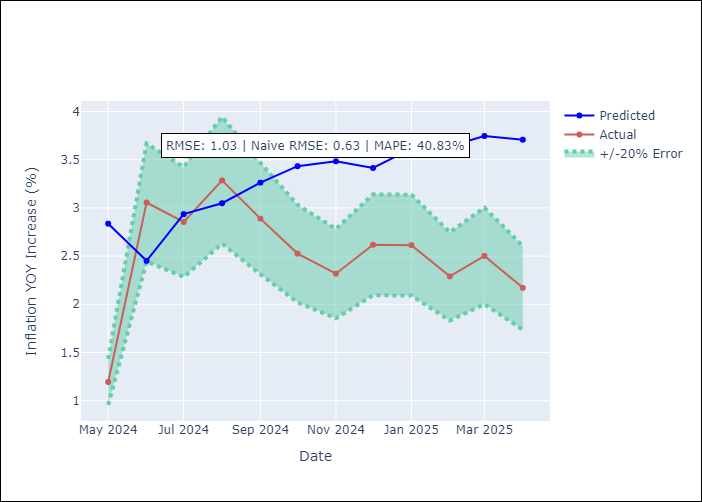 4
3.5
3
2.5
2
1.5
1
Inflation YOY Increase (%)
RMSE: 1.03 | Naive RMSE: 0.63 | MAPE: 40.83%
May 2024
Jul 2024
Sep 2024
Nov 2024
Jan 2025
Mar 2025
Date
Predicted
Actual
+/-20% Error